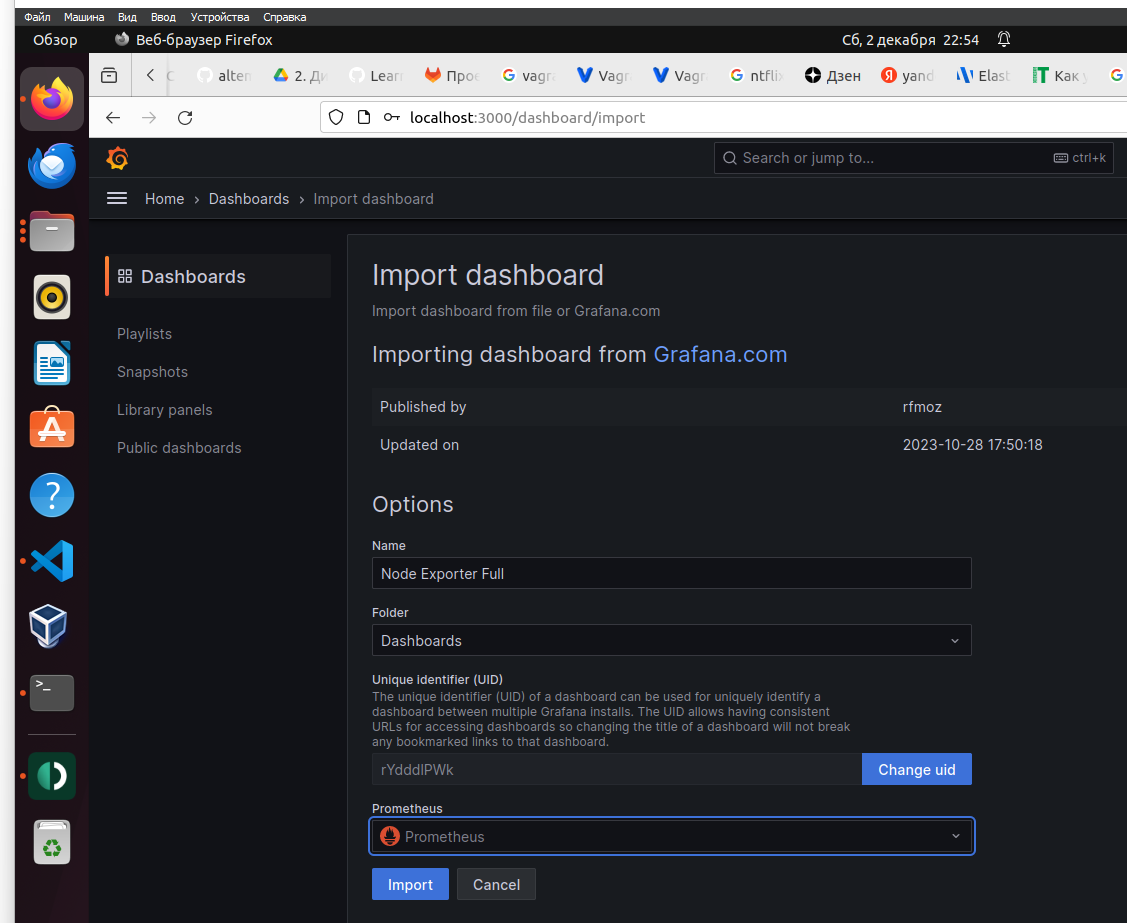 Файл Машина Вид Ввод Устройства Справка
Обзор Веб-браузер Firefox Сб, 2 декабря 22:54
2. Ди Лear Про vagra Vagr Vagr ntfli Дзен yand Elast Как у
localhost:3000/dashboard/import
Search or jump to... ctrl+k
Home › Dashboards › Import dashboard
Dashboards
Playlists
Snapshots
Library panels
Public dashboards
Import dashboard
Import dashboard from file or Grafana.com
Importing dashboard from Grafana.com
Published by rfmoz
Updated on 2023-10-28 17:50:18
Options
Name
Node Exporter Full
Folder
Dashboards
Unique identifier (UID)
The unique identifier (UID) of a dashboard can be used for uniquely identify a
dashboard between multiple Grafana installs. The UID allows having consistent
URLs for accessing dashboards so changing the title of a dashboard will not break
any bookmarked links to that dashboard.
rYdddlPWk Change uid
Prometheus
Prometheus
Import Cancel